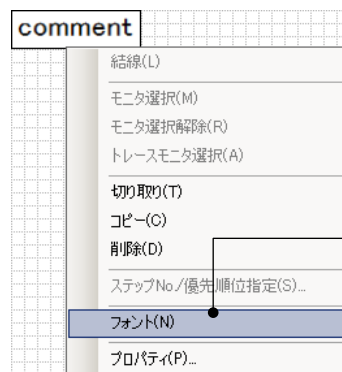 comment
結線(L)
モニタ選択(M)
モニタ選択解除(R)
トレースモニタ選択(A)
切り取り(T)
コピー(C)
削除(D)
ステップNo./優先順位指定(S)...
フォント(N)
プロパティ(P)...